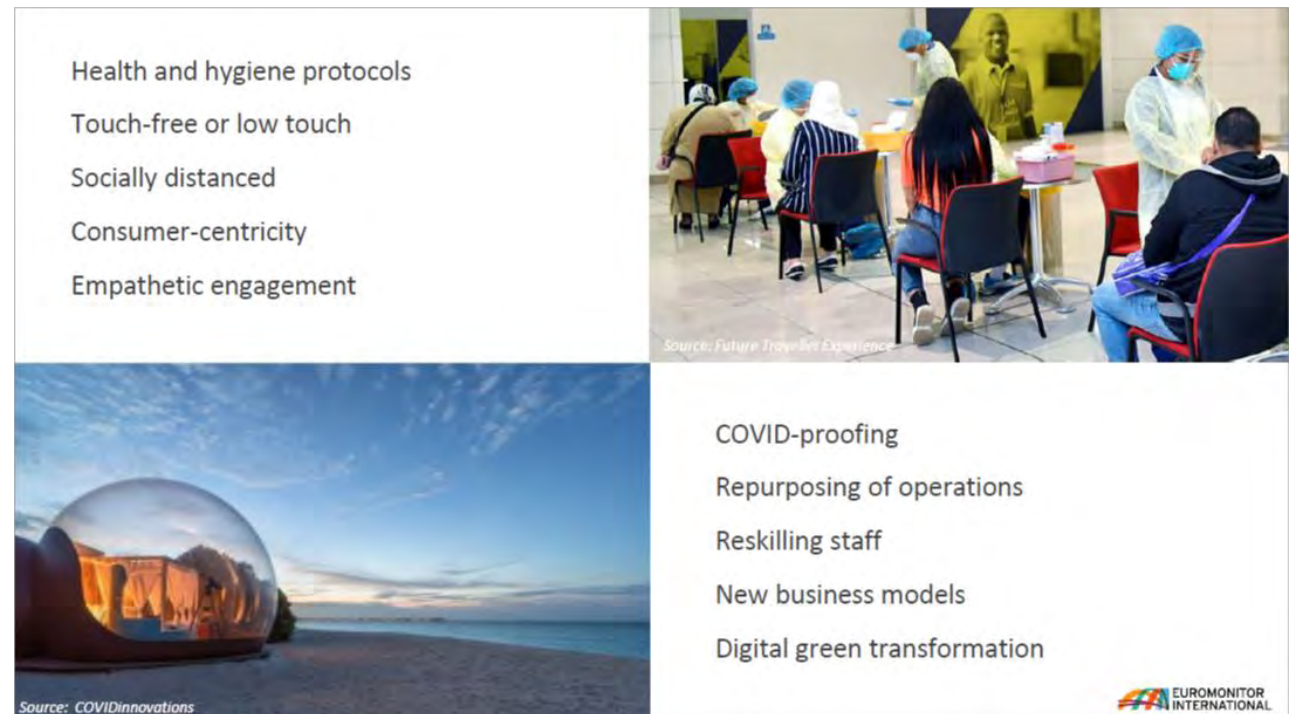 Health and hygiene protocols
Touch-free or low touch
Socially distanced
Consumer-centricity
Empathetic engagement
Source: Future Traveller Experience
COVID-proofing
Repurposing of operations
Reskilling staff
New business models
Digital green transformation
Source: COVIDinnovations
EUROMONITOR
INTERNATIONAL